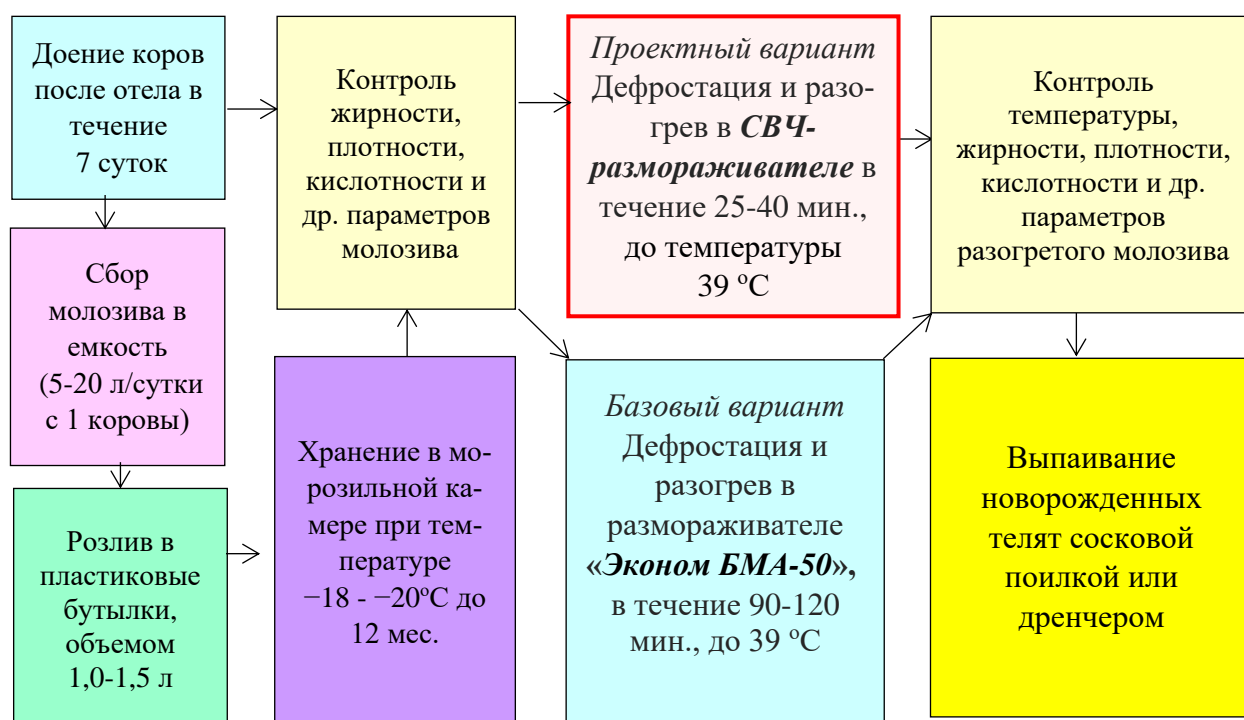 Доение коров
после отела в
течение
7 суток
Сбор
молозива в
емкость
(5-20 л/сутки
с 1 коровы)
Розлив в
пластиковые
бутылки,
объемом
1,0-1,5 л
Контроль
жирности,
плотности,
кислотности и
др. параметров
молозива
Хранение в мо-
розильной ка-
мере при тем-
пературе
−18 - −20ºС до
12 мес.
Проектный вариант
Дефростация и разо-
грев в СВЧ-
размораживателе в
течение 25-40 мин.,
до температуры
39 ºС
Базовый вариант
Дефростация и
разогрев в
размораживателе
«Эконом БМА-50»,
в течение 90-120
мин., до 39 ºС
Контроль
температуры,
жирности, плотности,
кислотности и др.
параметров
разогретого молозива
Выпаивание
новорожденных
телят сосковой
поилкой или
дренчером